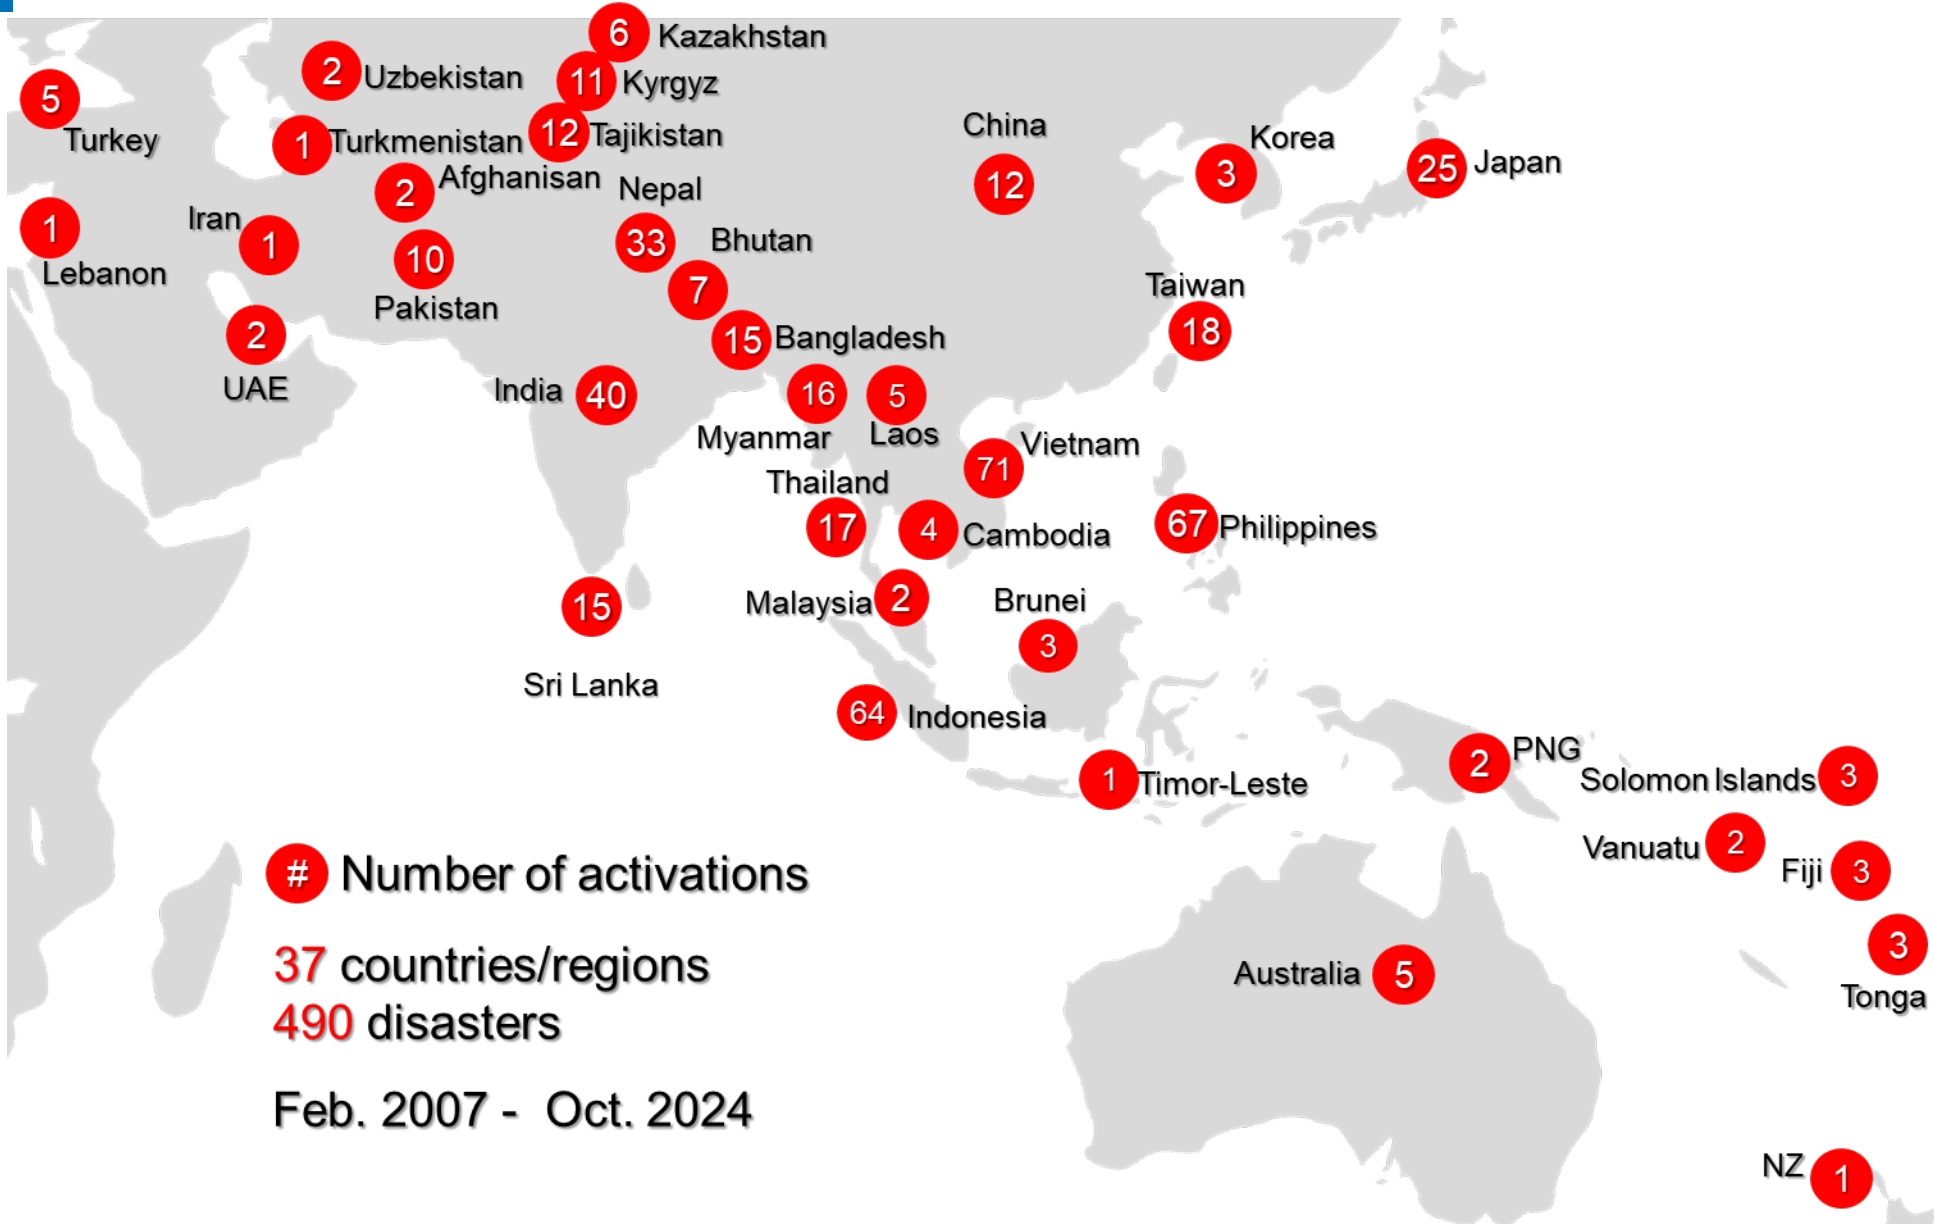 6 Kazakhstan
2 Uzbekistan
11 Kyrgyz
5
Turkey
1 Turkmenistan
12 Tajikistan
China
12
Korea
3
25 Japan
2 Afghanisan
Nepal
33
1
Lebanon
Iran
1
10
Pakistan
Bhutan
7
Taiwan
18
2
UAE
15 Bangladesh
India 40
16
Myanmar
5
Laos
Vietnam
71
Thailand
17
4 Cambodia
67 Philippines
15
Sri Lanka
Malaysia 2
Brunei
3
64 Indonesia
1 Timor-Leste
2 PNG
Solomon Islands 3
Vanuatu 2
Fiji 3
3
Tonga
Australia 5
NZ 1
# Number of activations
37 countries/regions
490 disasters
Feb. 2007 - Oct. 2024